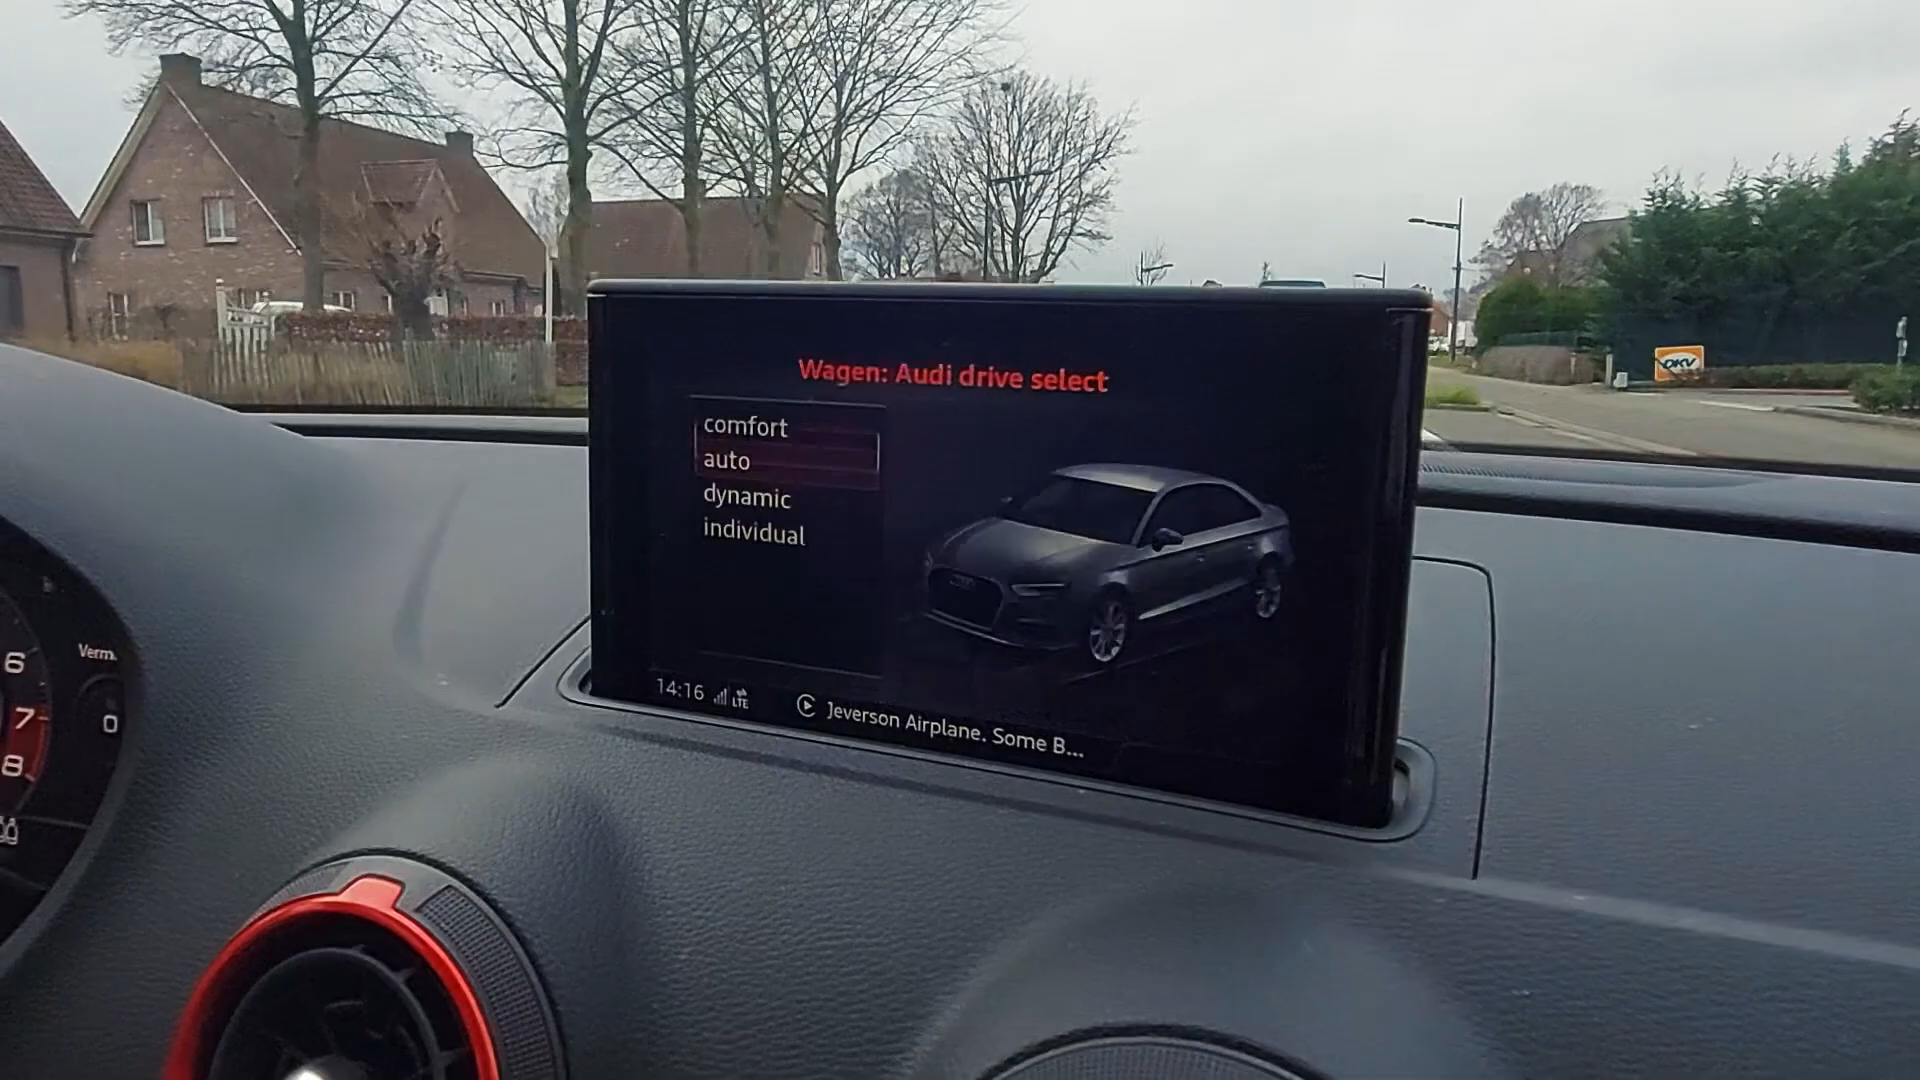 Wagen: Audi drive select
comfort
auto
dynamic
individual
14:16 LTE
Jeverson Airplane. Some B...
DKV
Verm.
6
7
0
8